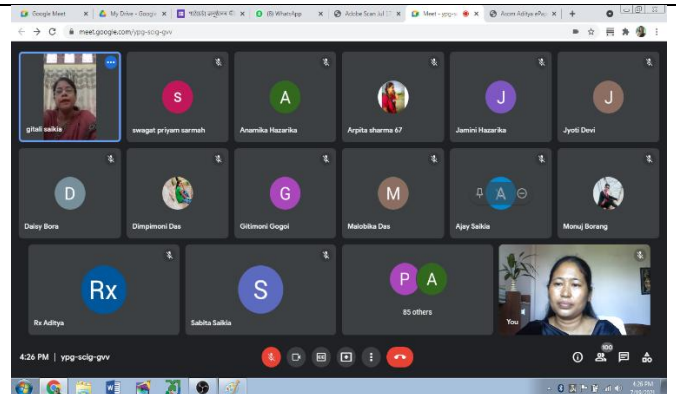 Google Meet
My Drive - Google
(8) WhatsApp
Adobe Scan Jul
Meet - ypg-
meet.google.com/ypg-scig-gvv
gitali saikia
S
swagat priyam sarmah
A
Anamika Hazarika
Arpita sharma 67
J
Jamini Hazarika
J
Jyoti Devi
D
Daisy Bora
Dimpimoni Das
G
Gitimoni Gogoi
M
Malobika Das
A
Ajay Saikia
Monuj Borang
Rx
Rx Aditya
S
Sabita Saikia
P A
85 others
You
4:26 PM | ypg-scig-gvv
100
4:26 PM